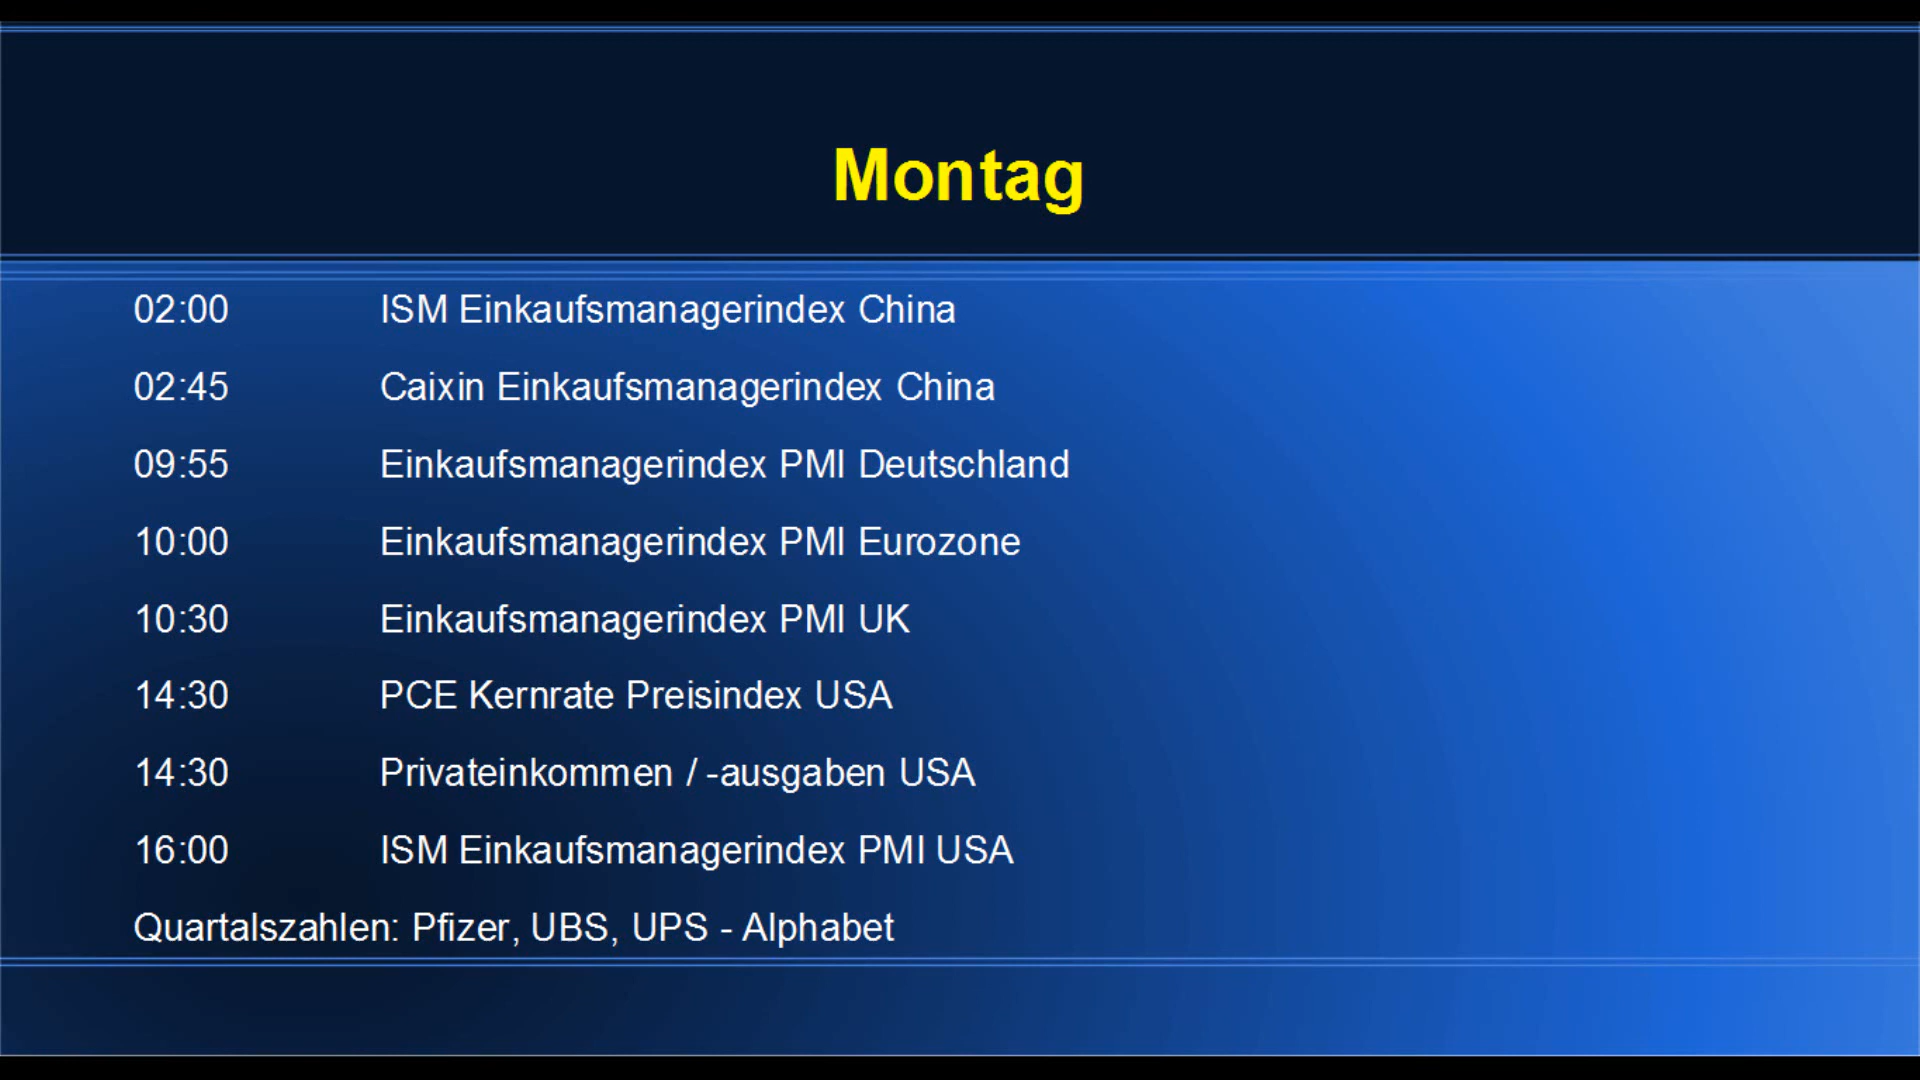 Montag
02:00 ISM Einkaufsmanagerindex China
02:45 Caixin Einkaufsmanagerindex China
09:55 Einkaufsmanagerindex PMI Deutschland
10:00 Einkaufsmanagerindex PMI Eurozone
10:30 Einkaufsmanagerindex PMI UK
14:30 PCE Kernrate Preisindex USA
14:30 Privateinkommen / -ausgaben USA
16:00 ISM Einkaufsmanagerindex PMI USA
Quartalszahlen: Pfizer, UBS, UPS - Alphabet